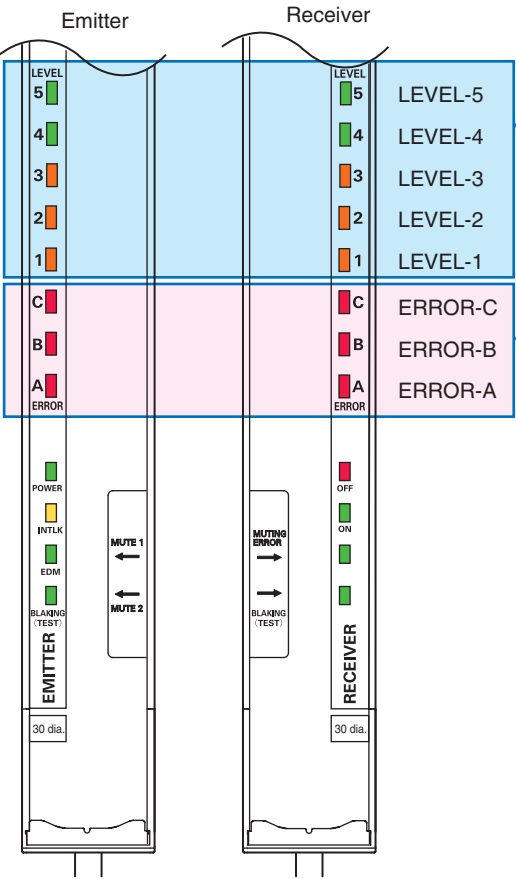 Emitter
Receiver
LEVEL
5
4
3
2
1
C
B
A
ERROR
POWER
INTLK
EDM
BLAKING
(TEST)
EMITTER
30 dia.
MUTE 1
MUTE 2
MUTING
ERROR
BLAKING
(TEST)
LEVEL
5
4
3
2
1
C
B
A
ERROR
OFF
ON
RECEIVER
30 dia.
LEVEL-5
LEVEL-4
LEVEL-3
LEVEL-2
LEVEL-1
ERROR-C
ERROR-B
ERROR-A